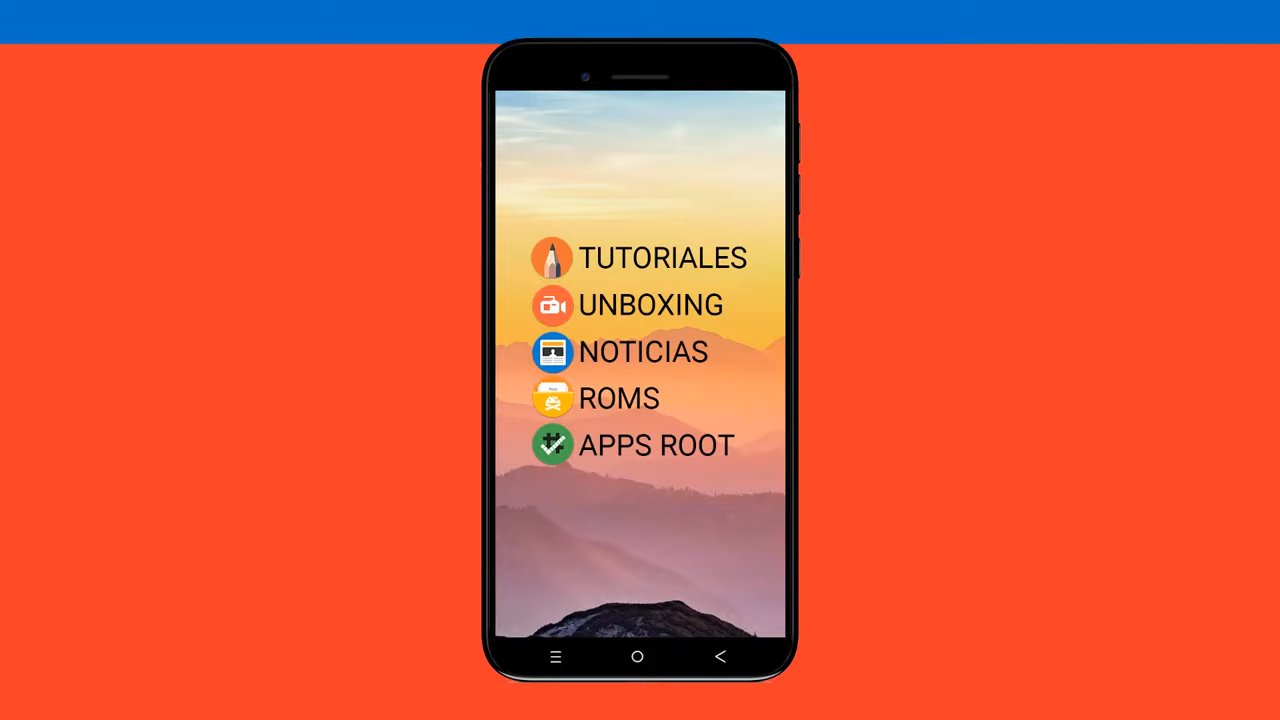 TUTORIALES
UNBOXING
NOTICIAS
ROMS
APPS ROOT